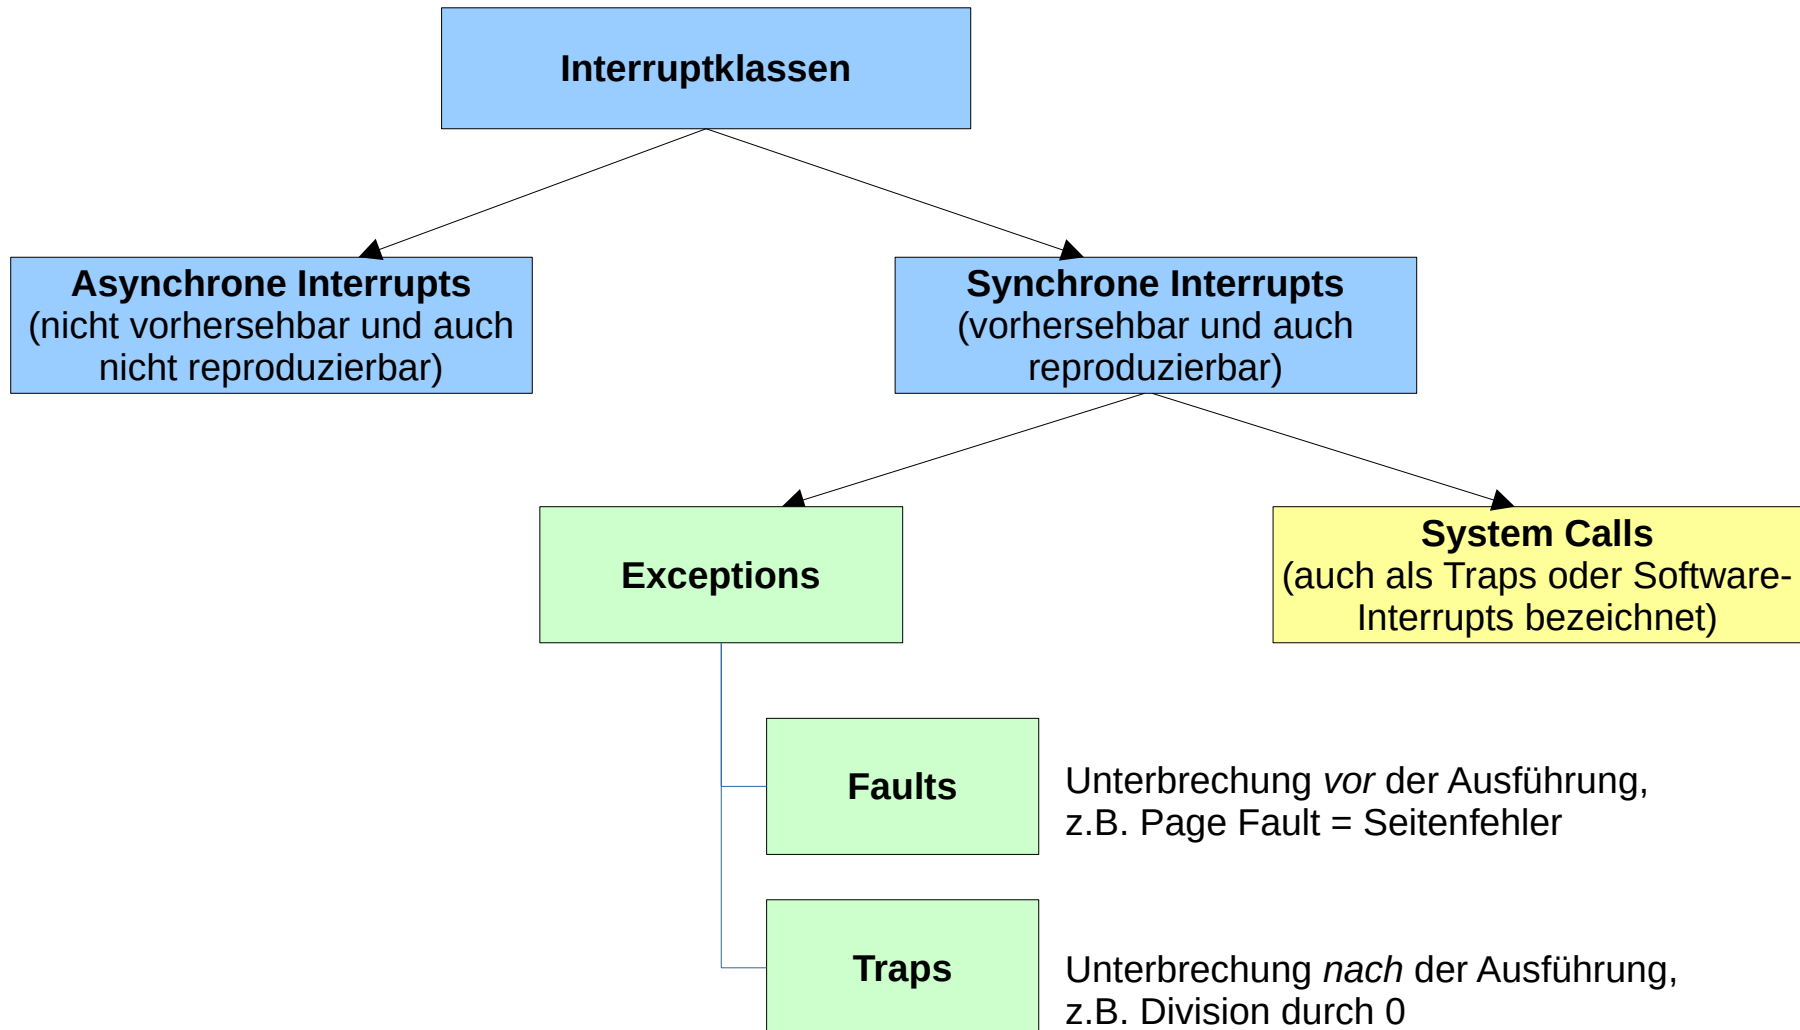 Interruptklassen
Asynchrone Interrupts
(nicht vorhersehbar und auch
nicht reproduzierbar)
Synchrone Interrupts
(vorhersehbar und auch
reproduzierbar)
Exceptions
System Calls
(auch als Traps oder Software-
Interrupts bezeichnet)
Faults
Unterbrechung vor der Ausführung,
z.B. Page Fault = Seitenfehler
Traps
Unterbrechung nach der Ausführung,
z.B. Division durch 0